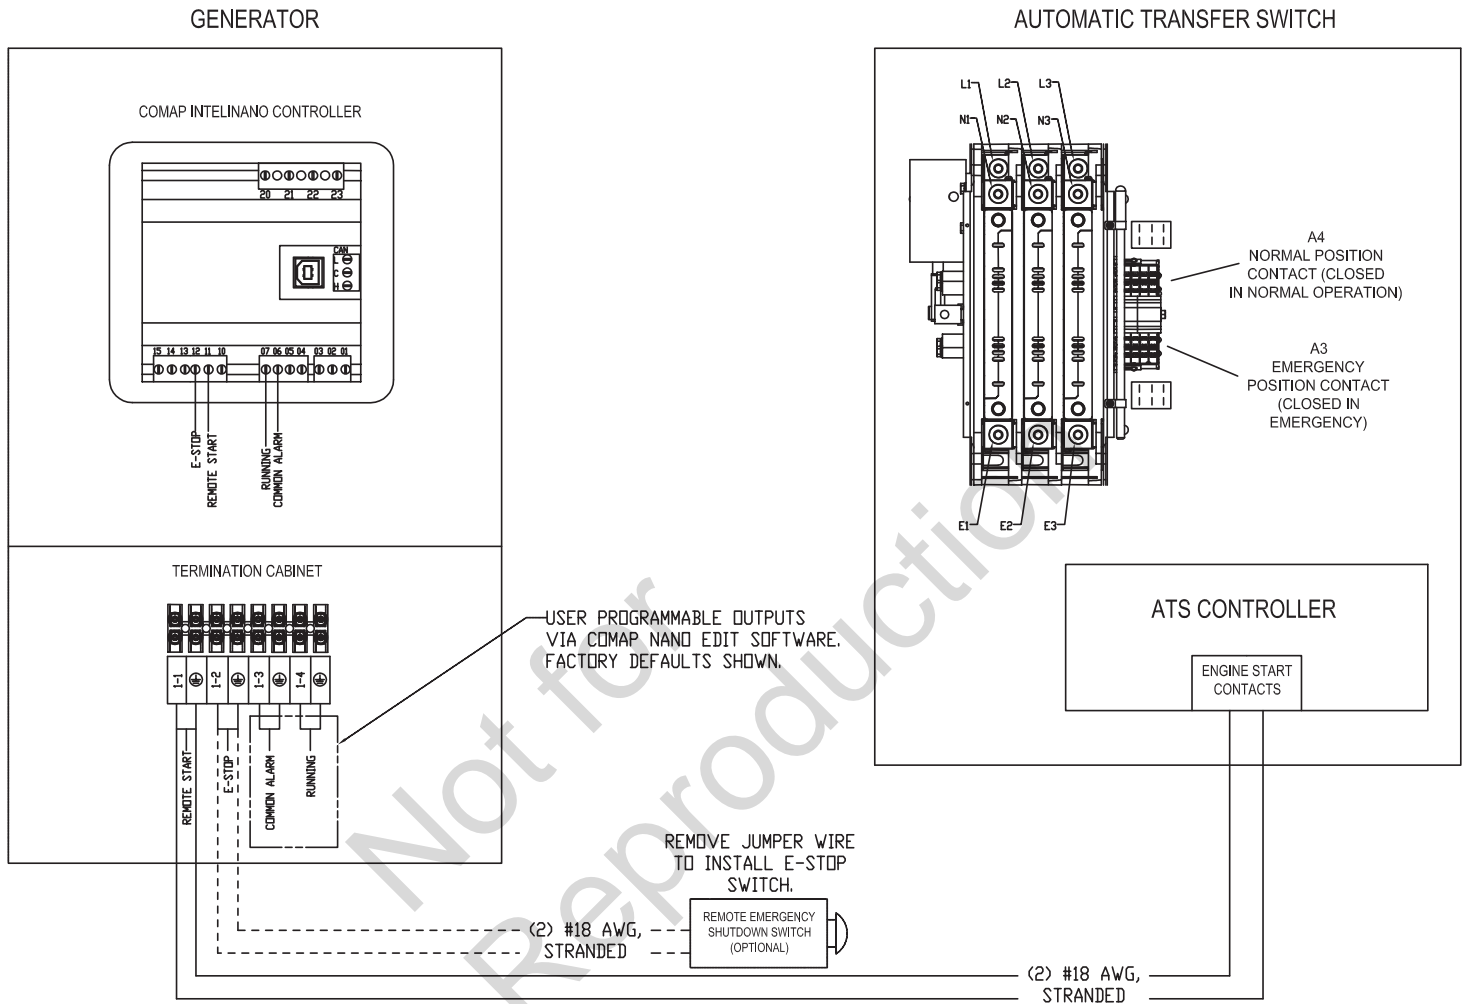 GENERATOR
AUTOMATIC TRANSFER SWITCH
COMAP INTELINANO CONTROLLER
20 21 22 23
CAN
L
C
H
15 14 13 12 11 10 07 06 05 04 03 02 01
E-STOP
REMOTE START
RUNNING
COMMON ALARM
L1 L2 L3
N1 N2 N3
A4
NORMAL POSITION
CONTACT (CLOSED
IN NORMAL OPERATION)
A3
EMERGENCY
POSITION CONTACT
(CLOSED IN
EMERGENCY)
E1 E2 E3
TERMINATION CABINET
1-1 1-2 1-3 1-4
REMOTE START
E-STOP
COMMON ALARM
RUNNING
USER PROGRAMMABLE OUTPUTS
VIA COMAP NANO EDIT SOFTWARE.
FACTORY DEFAULTS SHOWN.
ATS CONTROLLER
ENGINE START
CONTACTS
REMOVE JUMPER WIRE
TO INSTALL E-STOP
SWITCH.
REMOTE EMERGENCY
SHUTDOWN SWITCH
(OPTIONAL)
(2) #18 AWG,
STRANDED
(2) #18 AWG,
STRANDED
Not for
Reproduction